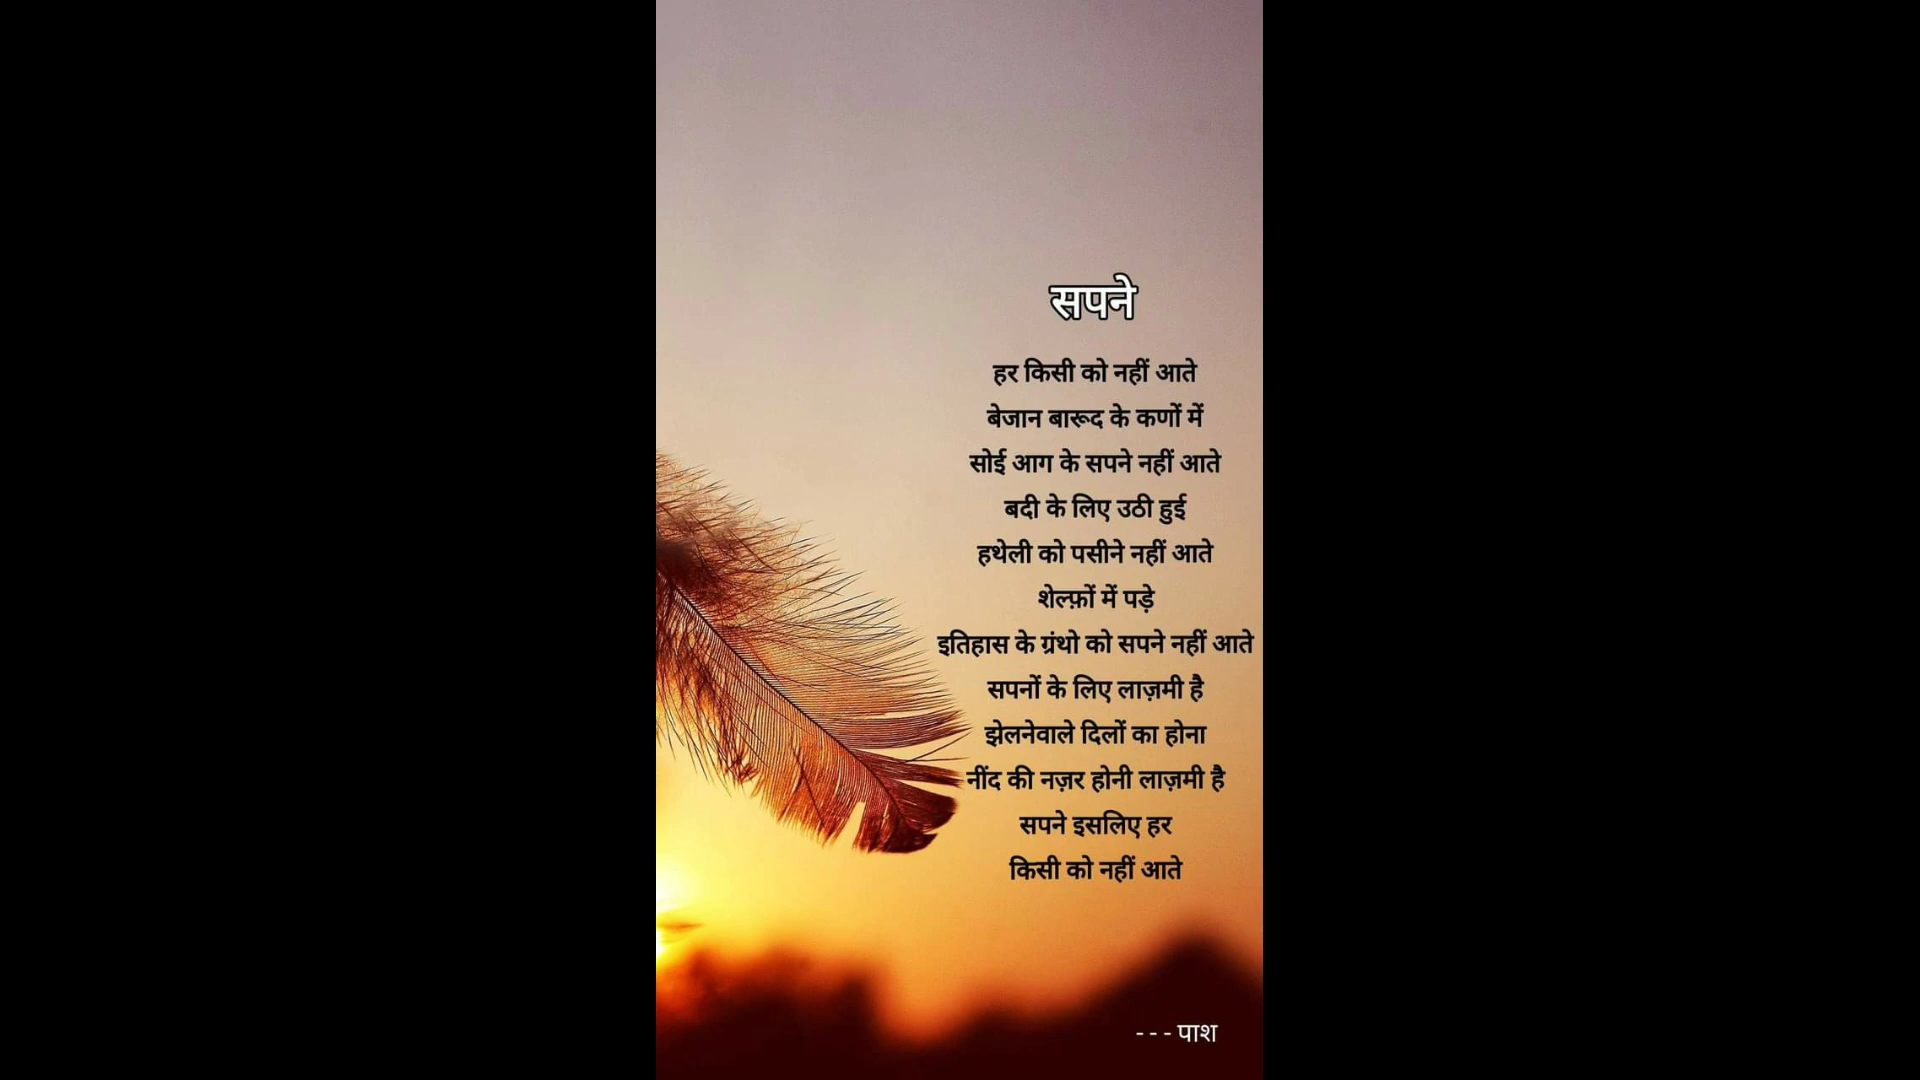 सपने
हर किसी को नहीं आते
बेजान बारूद के कणों में
सोई आग के सपने नहीं आते
बदी के लिए उठी हुई
हथेली को पसीने नहीं आते
शेल्फ़ों में पड़े
इतिहास के ग्रंथो को सपने नहीं आते
सपनों के लिए लाज़मी है
झेलनेवाले दिलों का होना
नींद की नज़र होनी लाज़मी है
सपने इसलिए हर
किसी को नहीं आते
--- पाश